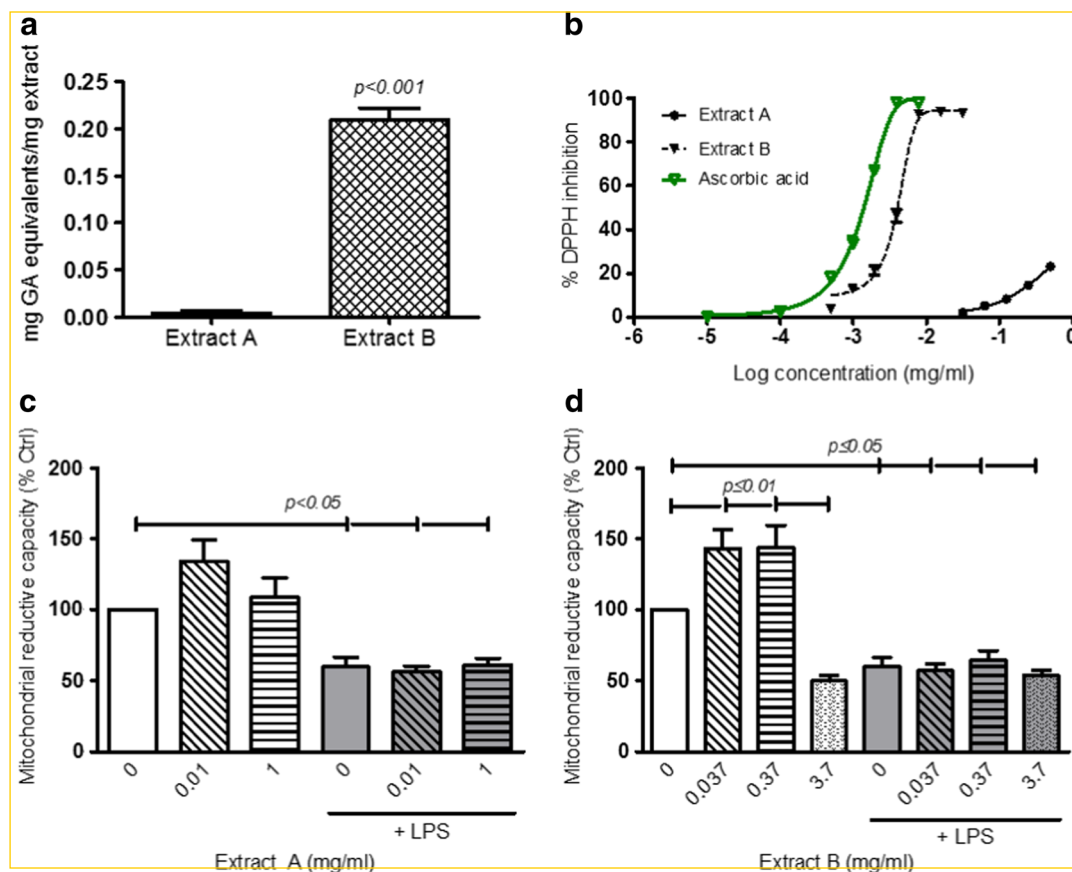 a
mg GA equivalents/mg extract
0.25
0.20
0.15
0.10
0.05
0.00
p<0.001
Extract A
Extract B
b
% DPPH inhibition
100
80
60
40
20
0
Extract A
Extract B
Ascorbic acid
-6
-5
-4
-3
-2
-1
0
Log concentration (mg/ml)
c
Mitochondrial reductive capacity (% Ctrl)
200
150
100
50
0
p<0.05
0
0.01
1
0
0.01
1
+ LPS
Extract A (mg/ml)
d
Mitochondrial reductive capacity (% Ctrl)
200
150
100
50
0
p≤0.05
p≤0.01
0
0.037
0.37
3.7
0
0.037
0.37
3.7
+ LPS
Extract B (mg/ml)